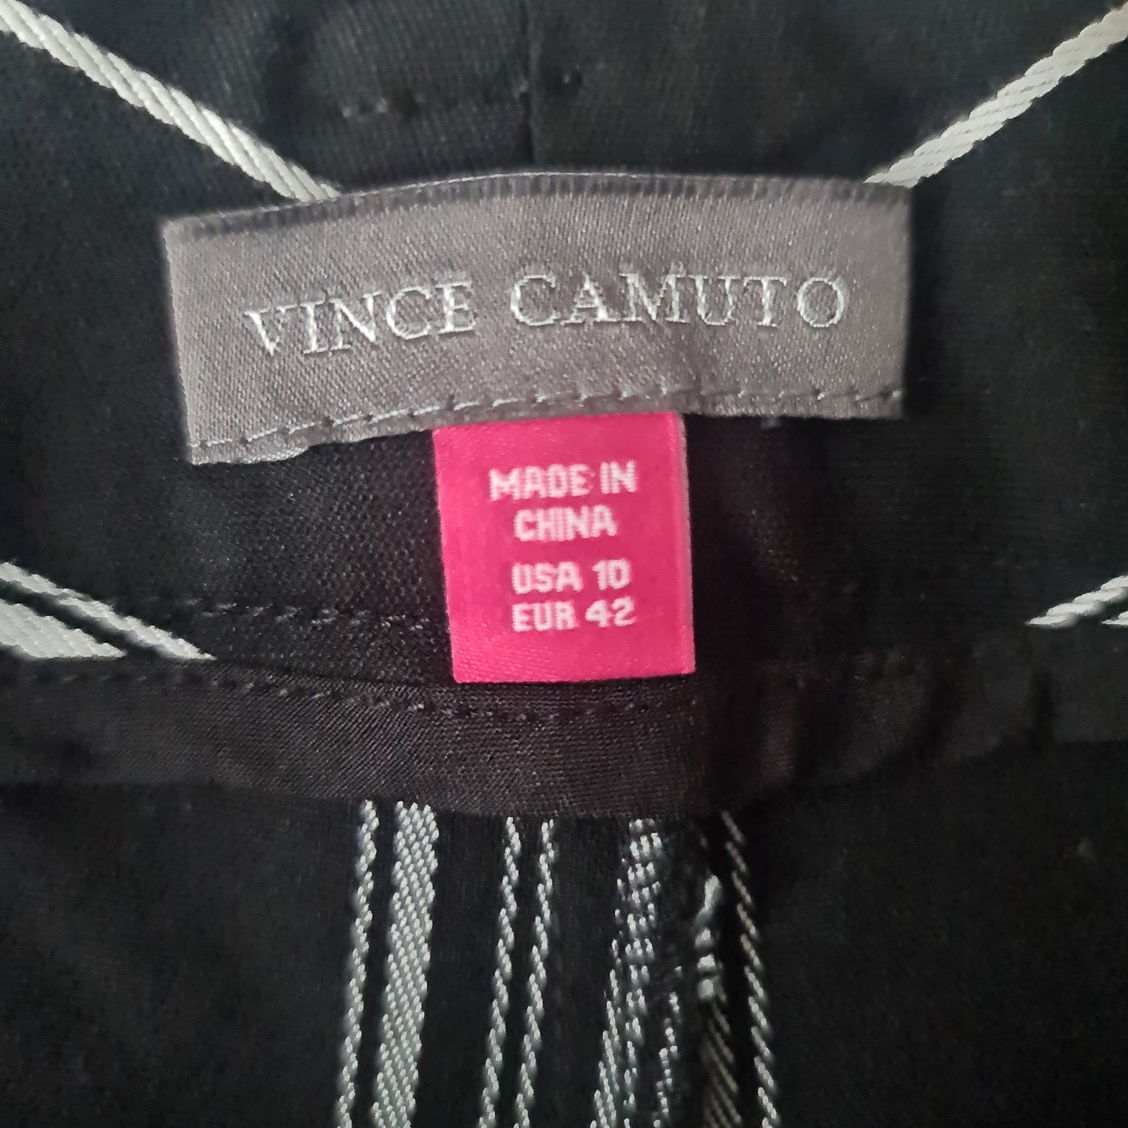 VINCE CAMUTO
MADE IN
CHINA
USA 10
EUR 42